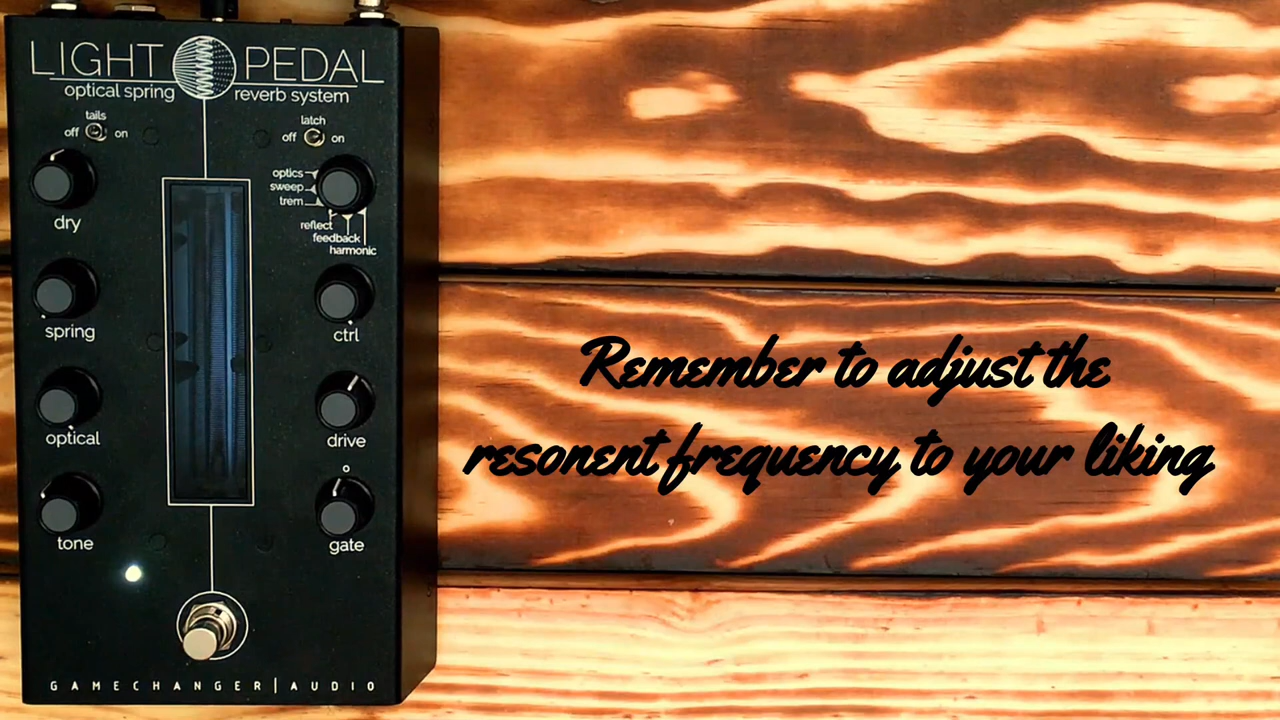 LIGHT PEDAL
optical spring reverb system
tails
off on
latch
off on
optics
sweep
trem
reflect
feedback
harmonic
dry
spring
ctrl
optical
drive
tone
gate
GAMECHANGER|AUDIO
Remember to adjust the
resonent frequency to your liking